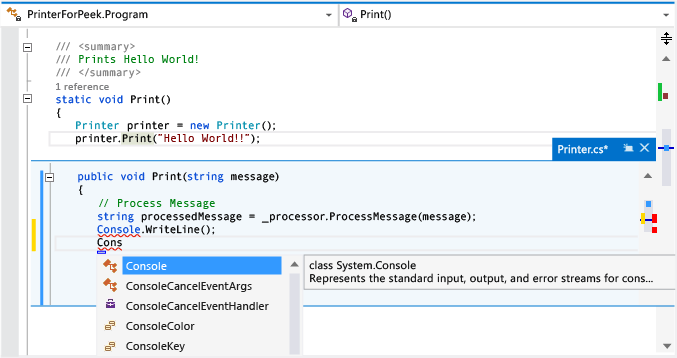 PrinterForPeek.Program
Print()
/// <summary>
/// Prints Hello World!
/// </summary>
1 reference
static void Print()
{
Printer printer = new Printer();
printer.Print("Hello World!!");
Printer.cs*
public void Print(string message)
{
// Process Message
string processedMessage = _processor.ProcessMessage(message);
Console.WriteLine();
Cons
Console
ConsoleCancelEventArgs
ConsoleCancelEventHandler
ConsoleColor
ConsoleKey
class System.Console
Represents the standard input, output, and error streams for cons...